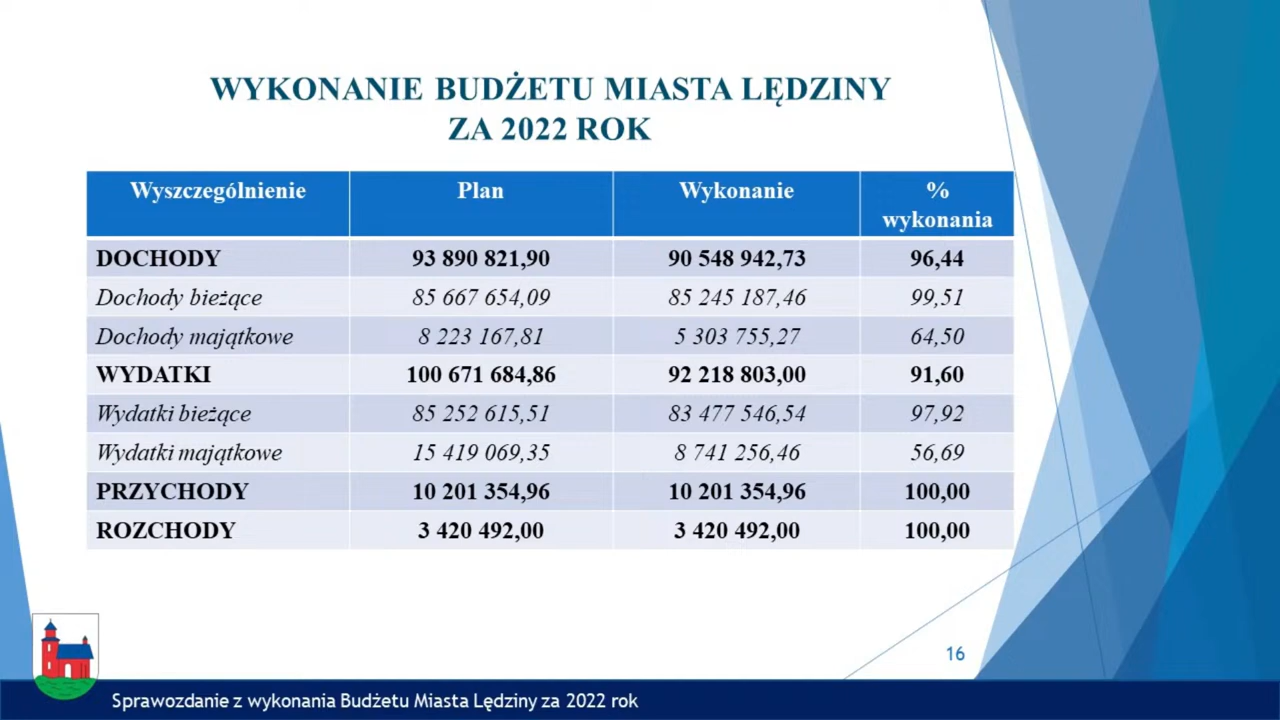 WYKONANIE BUDŻETU MIASTA LĘDZINY
ZA 2022 ROK
Wyszczególnienie Plan Wykonanie % wykonania
DOCHODY 93 890 821,90 90 548 942,73 96,44
Dochody bieżące 85 667 654,09 85 245 187,46 99,51
Dochody majątkowe 8 223 167,81 5 303 755,27 64,50
WYDATKI 100 671 684,86 92 218 803,00 91,60
Wydatki bieżące 85 252 615,51 83 477 546,54 97,92
Wydatki majątkowe 15 419 069,35 8 741 256,46 56,69
PRZYCHODY 10 201 354,96 10 201 354,96 100,00
ROZCHODY 3 420 492,00 3 420 492,00 100,00
16
Sprawozdanie z wykonania Budżetu Miasta Lędziny za 2022 rok